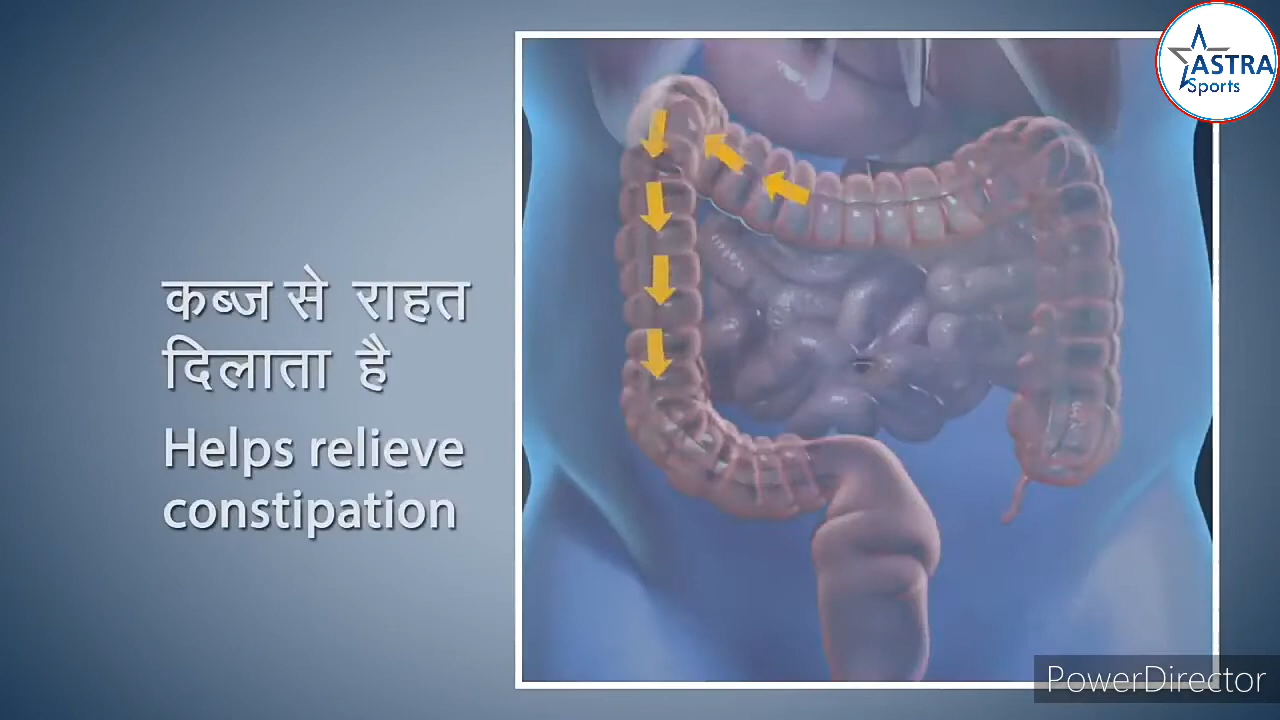 कब्ज से राहत
दिलाता है
Helps relieve
constipation
ASTRA
Sports
PowerDirector